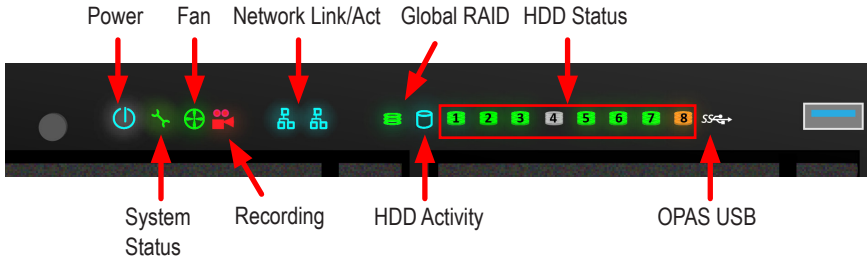 Power Fan Network Link/Act Global RAID HDD Status
1 2 3 4 5 6 7 8 SS
System
Status
Recording HDD Activity OPAS USB